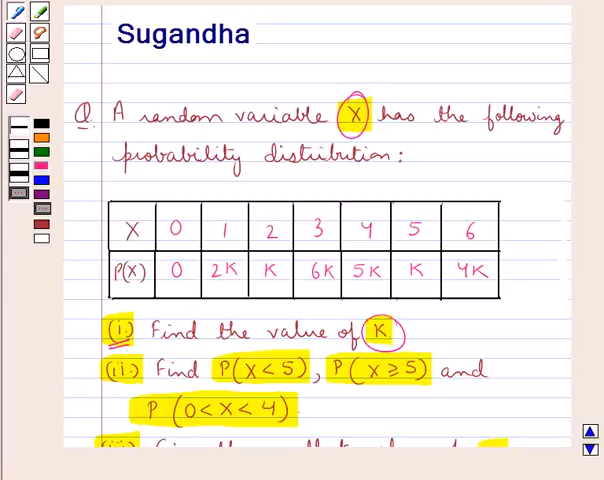 Sugandha
Q. A random variable X has the following
probability distribution:
X 0 1 2 3 4 5 6
P(X) 0 2K K 6K 5K K 4K
(i.) Find the value of K
(ii.) Find P(X < 5), P(X ≥ 5) and
P (0 < X < 4).